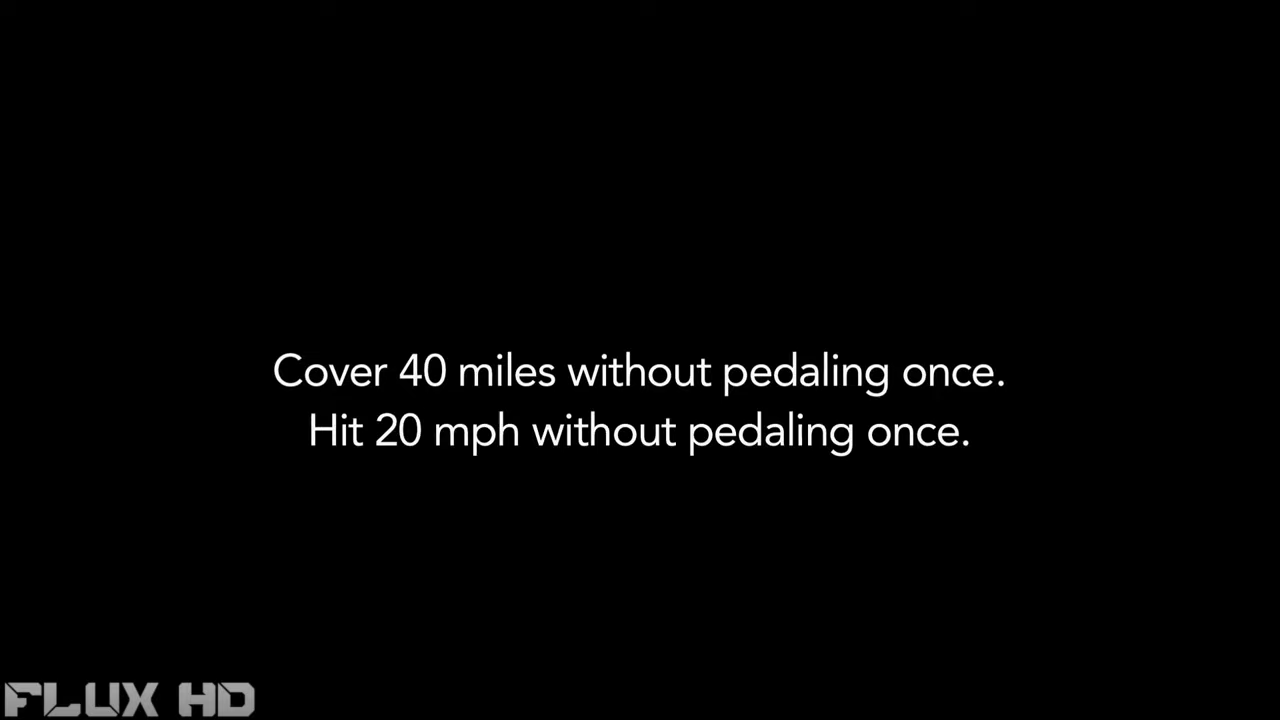 Cover 40 miles without pedaling once.
Hit 20 mph without pedaling once.
FLUX HD